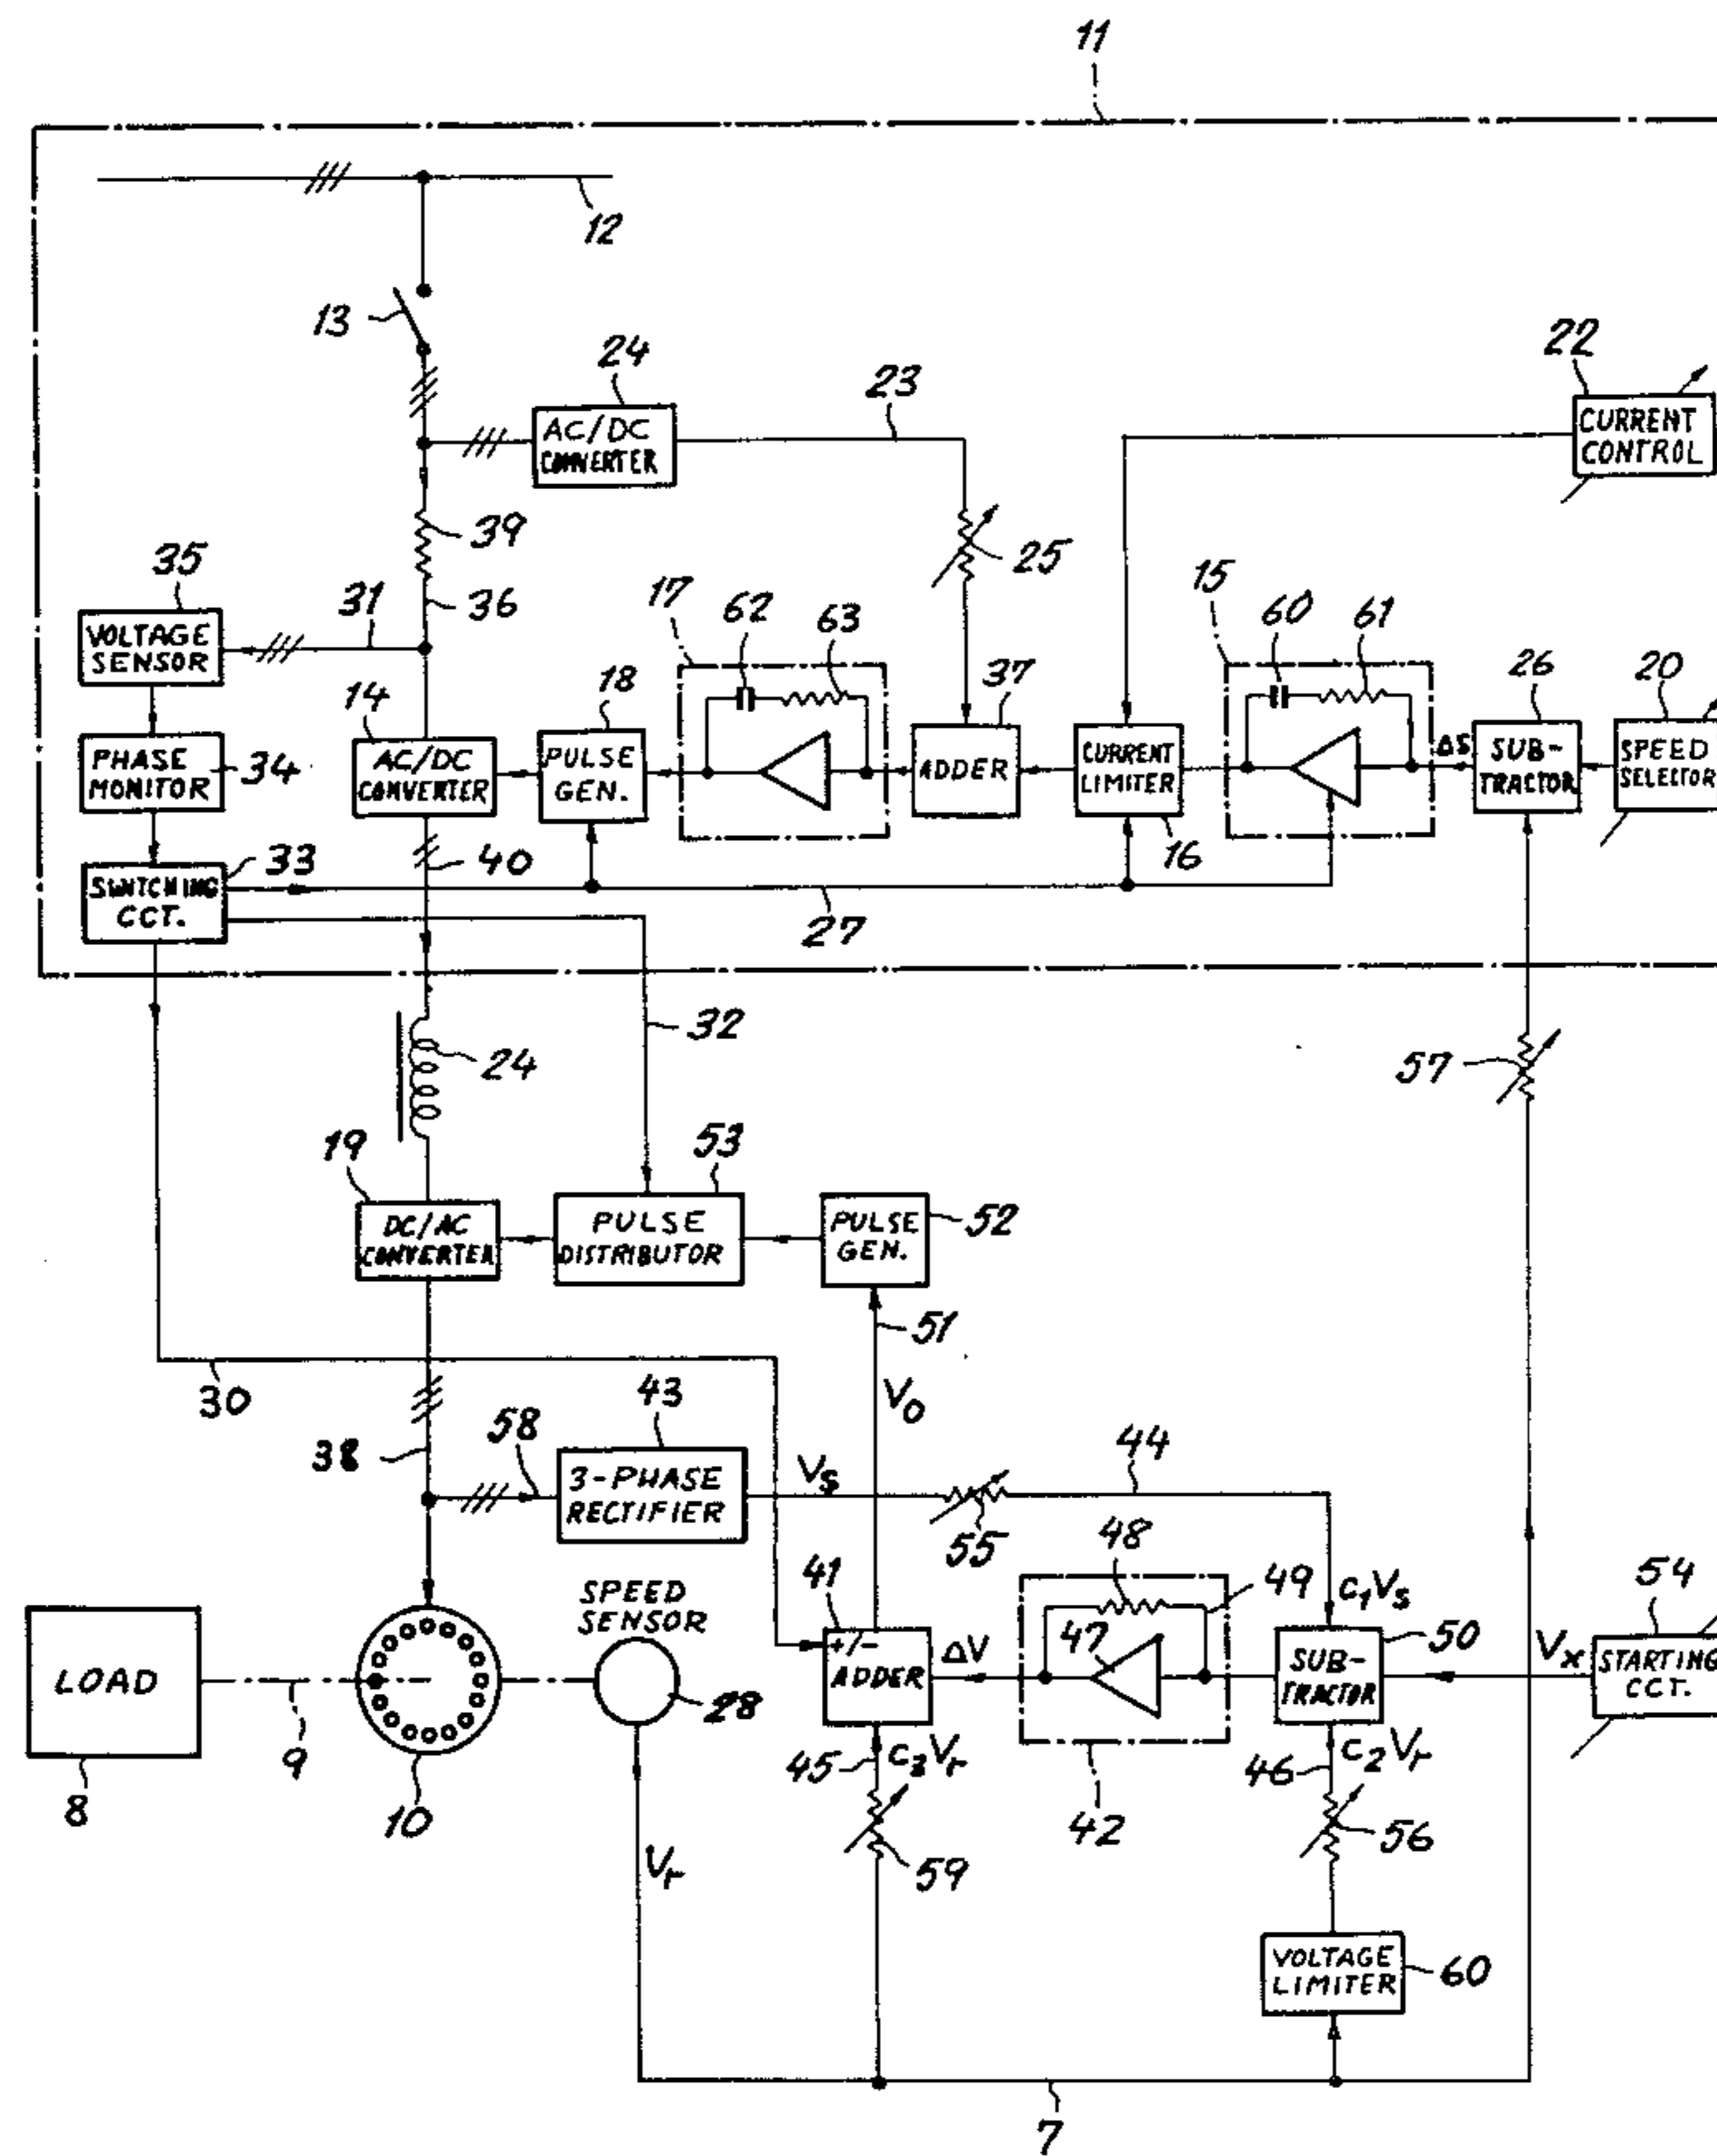 11
12
13
24
AC/DC
CONVERTER
23
22
CURRENT
CONTROL
39
25
35
VOLTAGE
SENSOR
31
36
17
62
63
15
60
61
18
37
26
20
14
PHASE
MONITOR
34
AC/DC
CONVERTER
PULSE
GEN.
ADDER
CURRENT
LIMITER
16
ΔS
SUB-
TRACTOR
SPEED
SELECTOR
33
SWITCHING
CCT.
40
27
32
24
57
19
53
DC/AC
CONVERTER
PULSE
DISTRIBUTOR
PULSE
GEN.
52
51
30
V₀
38
58
43
3-PHASE
RECTIFIER
Vs
44
55
48
49
SPEED
SENSOR
41
+/-
ADDER
ΔV
47
c₁Vs
50
SUB-
TRACTOR
Vx
54
STARTING
CCT.
LOAD
28
9
8
10
45
c₃Vr
42
46
c₂Vr
56
Vr
59
VOLTAGE
LIMITER
60
7